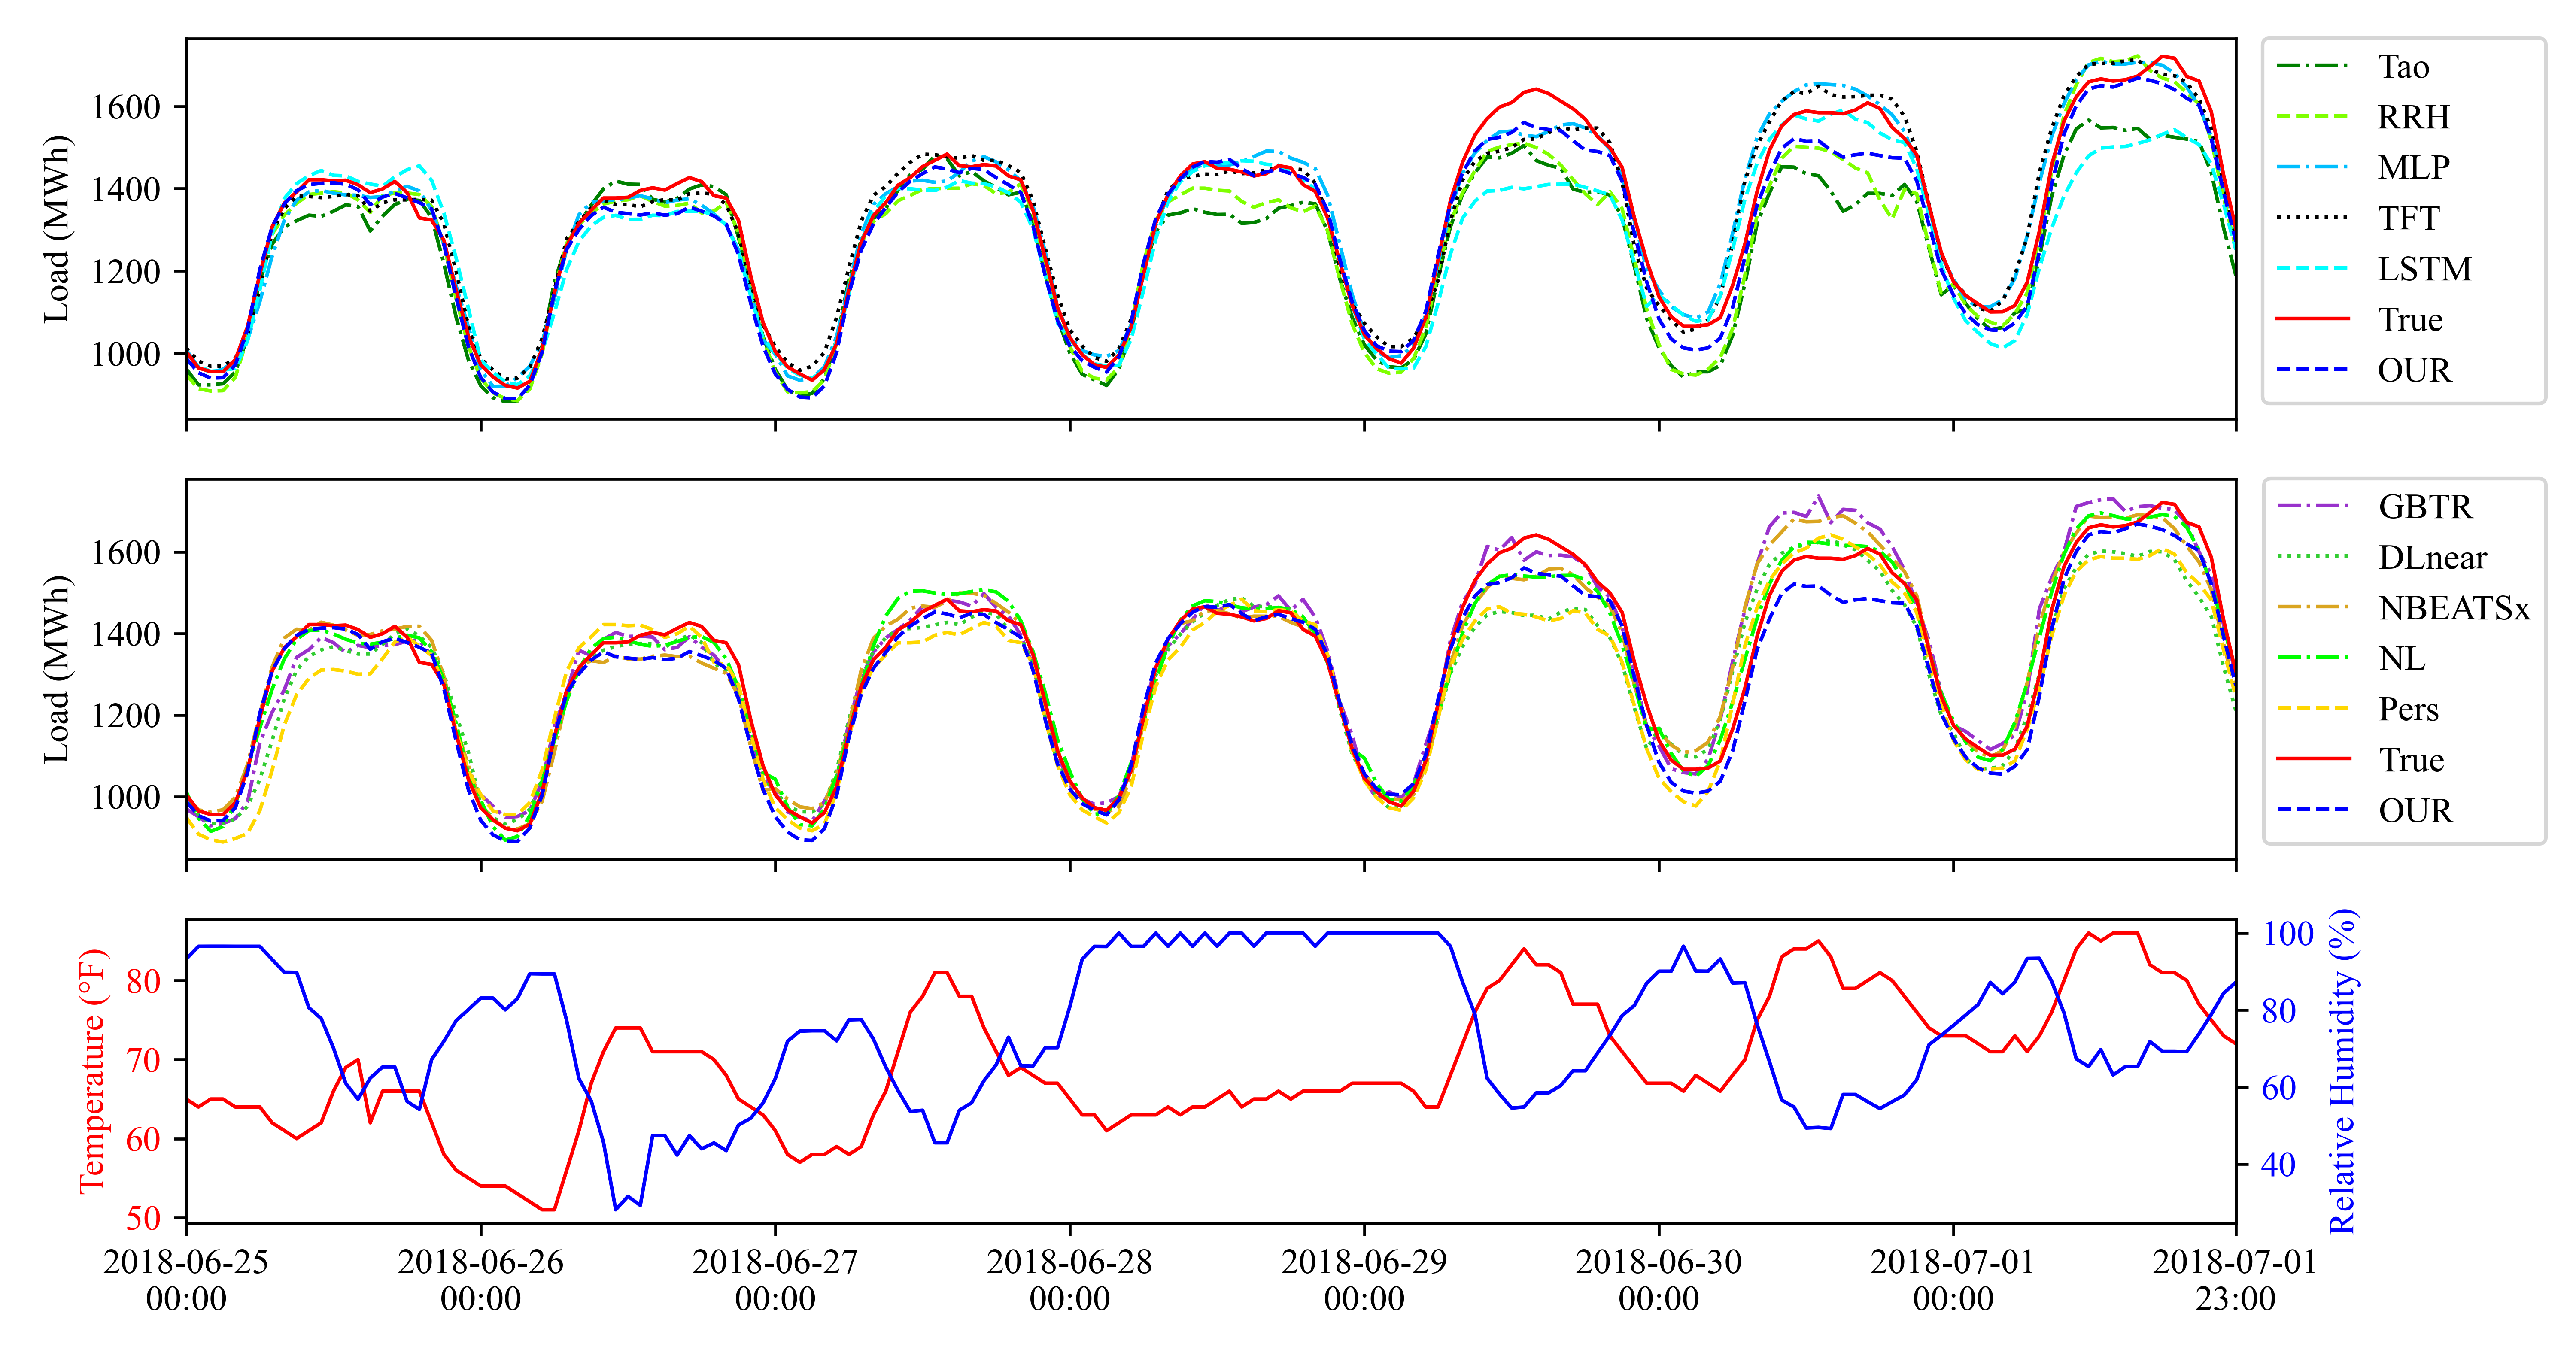 Load (MWh)
1600
1400
1200
1000
Tao
RRH
MLP
TFT
LSTM
True
OUR
Load (MWh)
1600
1400
1200
1000
GBTR
DLnear
NBEATSx
NL
Pers
True
OUR
Temperature (°F)
80
70
60
50
100
80
60
40
Relative Humidity (%)
2018-06-25
00:00
2018-06-26
00:00
2018-06-27
00:00
2018-06-28
00:00
2018-06-29
00:00
2018-06-30
00:00
2018-07-01
00:00
2018-07-01
23:00